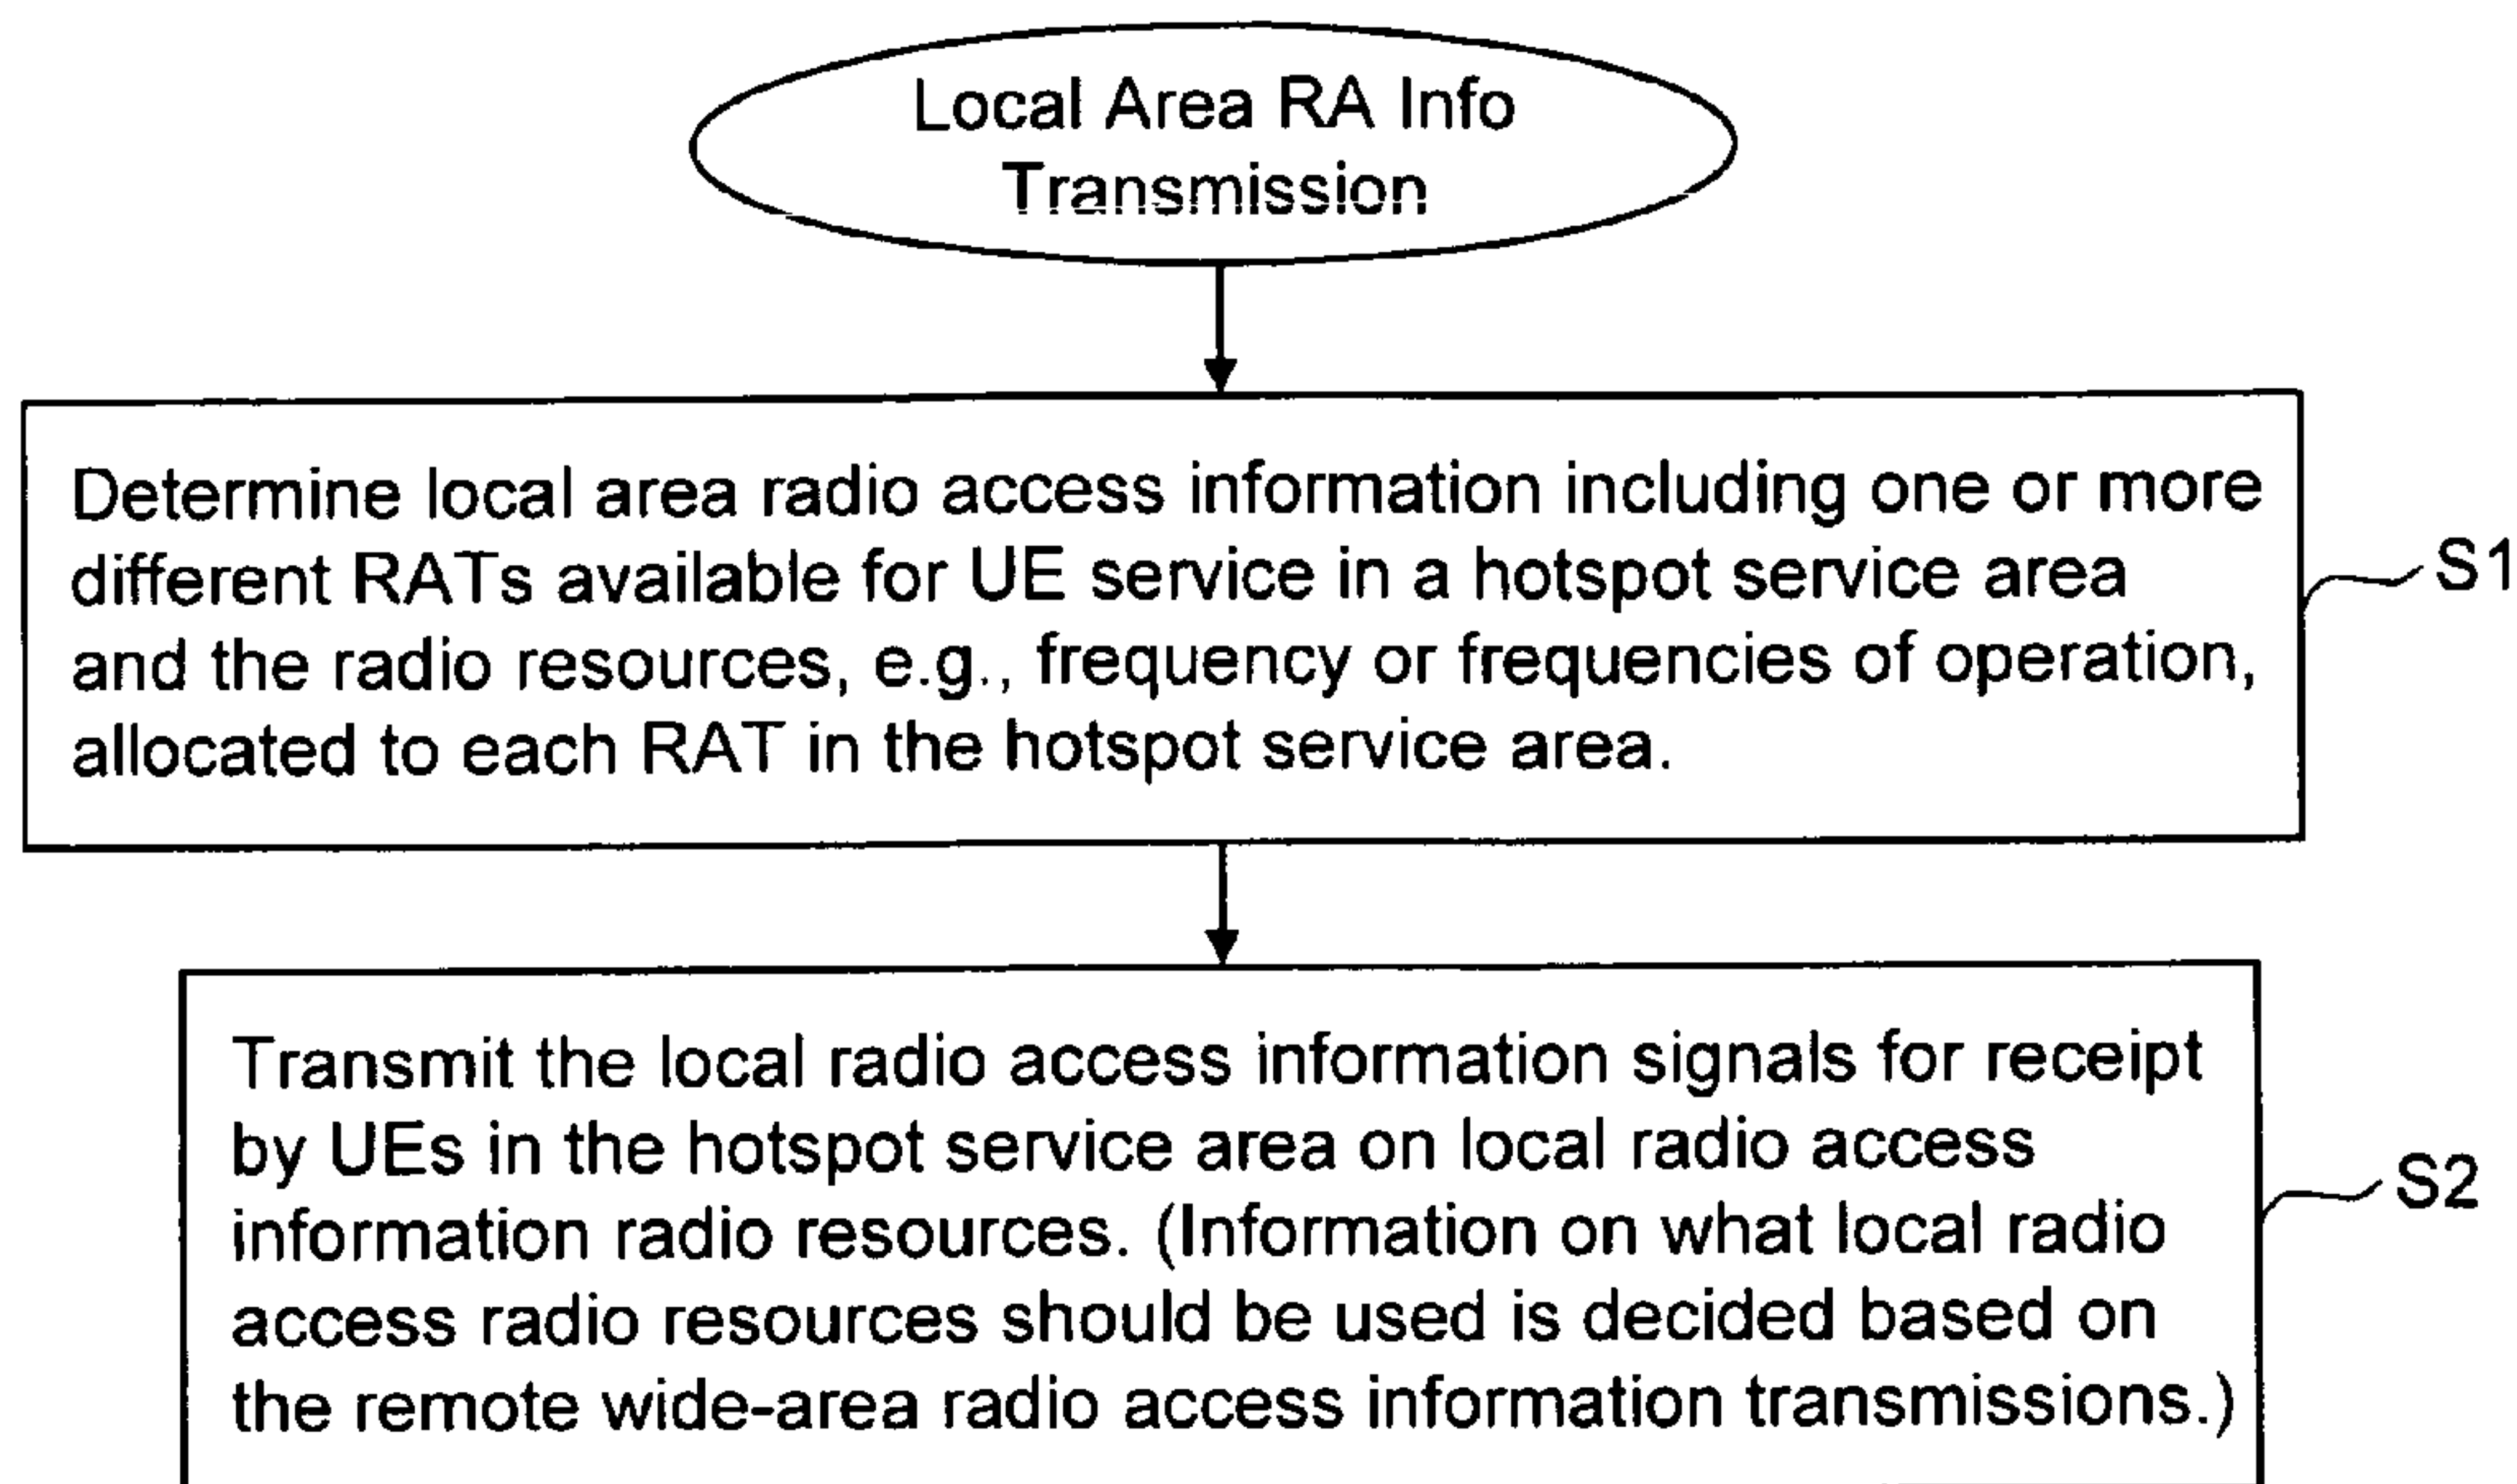 Local Area RA Info
Transmission
Determine local area radio access information including one or more
different RATs available for UE service in a hotspot service area
and the radio resources, e.g., frequency or frequencies of operation,
allocated to each RAT in the hotspot service area.
S1
Transmit the local radio access information signals for receipt
by UEs in the hotspot service area on local radio access
information radio resources. (Information on what local radio
access radio resources should be used is decided based on
the remote wide-area radio access information transmissions.)
S2